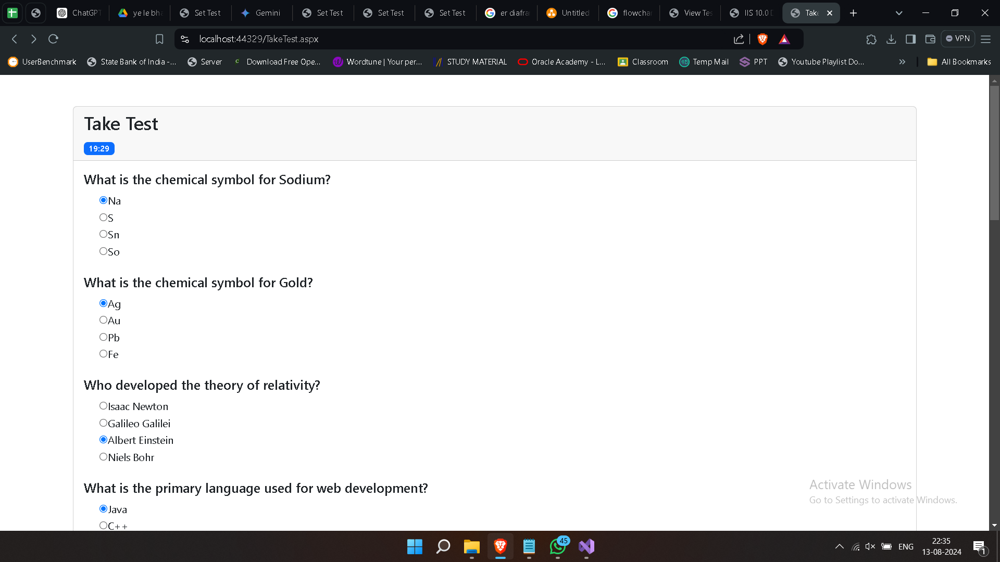 ChatGPT
ye le bha
Set Test
Gemini
Set Test
Set Test
Set Test
er diafra
Untitled
flowchar
View Tes
IIS 10.0 D
Take
localhost:44329/TakeTest.aspx
VPN
UserBenchmark
State Bank of India -...
Server
Download Free Ope...
Wordtune | Your per...
STUDY MATERIAL
Oracle Academy - L...
Classroom
Temp Mail
PPT
Youtube Playlist Do...
All Bookmarks
Take Test
19:29
What is the chemical symbol for Sodium?
Na
S
Sn
So
What is the chemical symbol for Gold?
Ag
Au
Pb
Fe
Who developed the theory of relativity?
Isaac Newton
Galileo Galilei
Albert Einstein
Niels Bohr
What is the primary language used for web development?
Java
C++
Activate Windows
Go to Settings to activate Windows.
45
ENG
22:35
13-08-2024
1